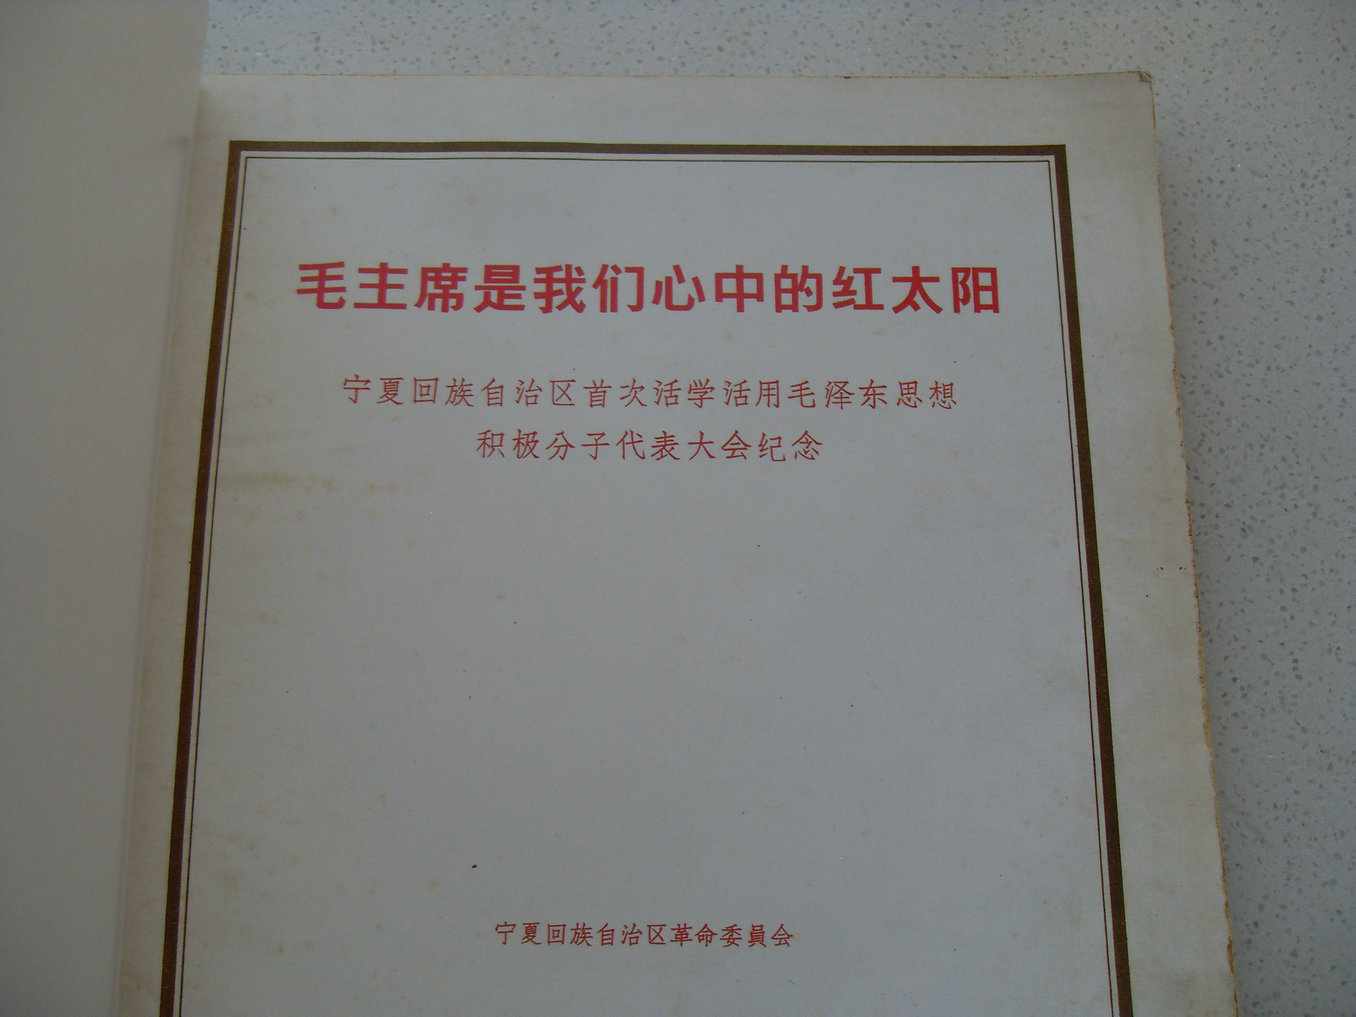 毛主席是我们心中的红太阳
宁夏回族自治区首次活学活用毛泽东思想
积极分子代表大会纪念
宁夏回族自治区革命委員会